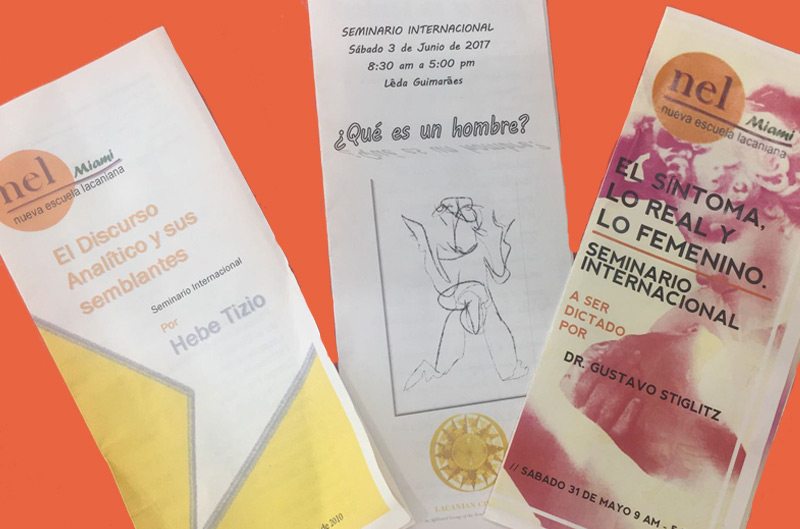 nel
Miami
nueva escuela lacaniana
El Discurso
Analítico y sus
semblantes
Seminario Internacional
Por
Hebe Tizio
de 2010
SEMINARIO INTERNACIONAL
Sábado 3 de Junio de 2017
8:30 am a 5:00 pm
Lêda Guimarães
¿Qué es un hombre?
LACANIAN
nel
Miami
nueva escuela lacaniana
EL SÍNTOMA,
LO REAL Y
LO FEMENINO.
SEMINARIO
INTERNACIONAL
A SER
DICTADO
POR
DR. GUSTAVO STIGLITZ
// SABADO 31 DE MAYO 9 AM -